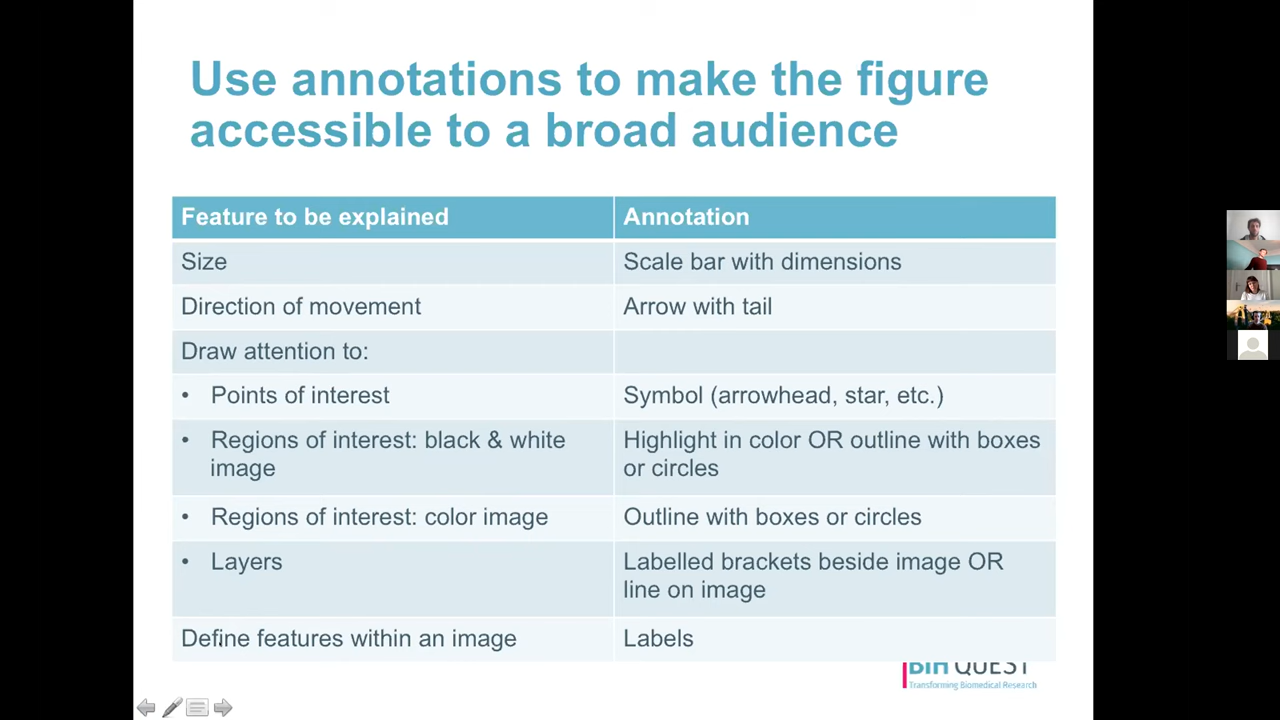 Use annotations to make the figure
accessible to a broad audience
Feature to be explained
Annotation
Size
Scale bar with dimensions
Direction of movement
Arrow with tail
Draw attention to:
• Points of interest
Symbol (arrowhead, star, etc.)
• Regions of interest: black & white
image
Highlight in color OR outline with boxes
or circles
• Regions of interest: color image
Outline with boxes or circles
• Layers
Labelled brackets beside image OR
line on image
Define features within an image
Labels
BIH QUEST
Transforming Biomedical Research